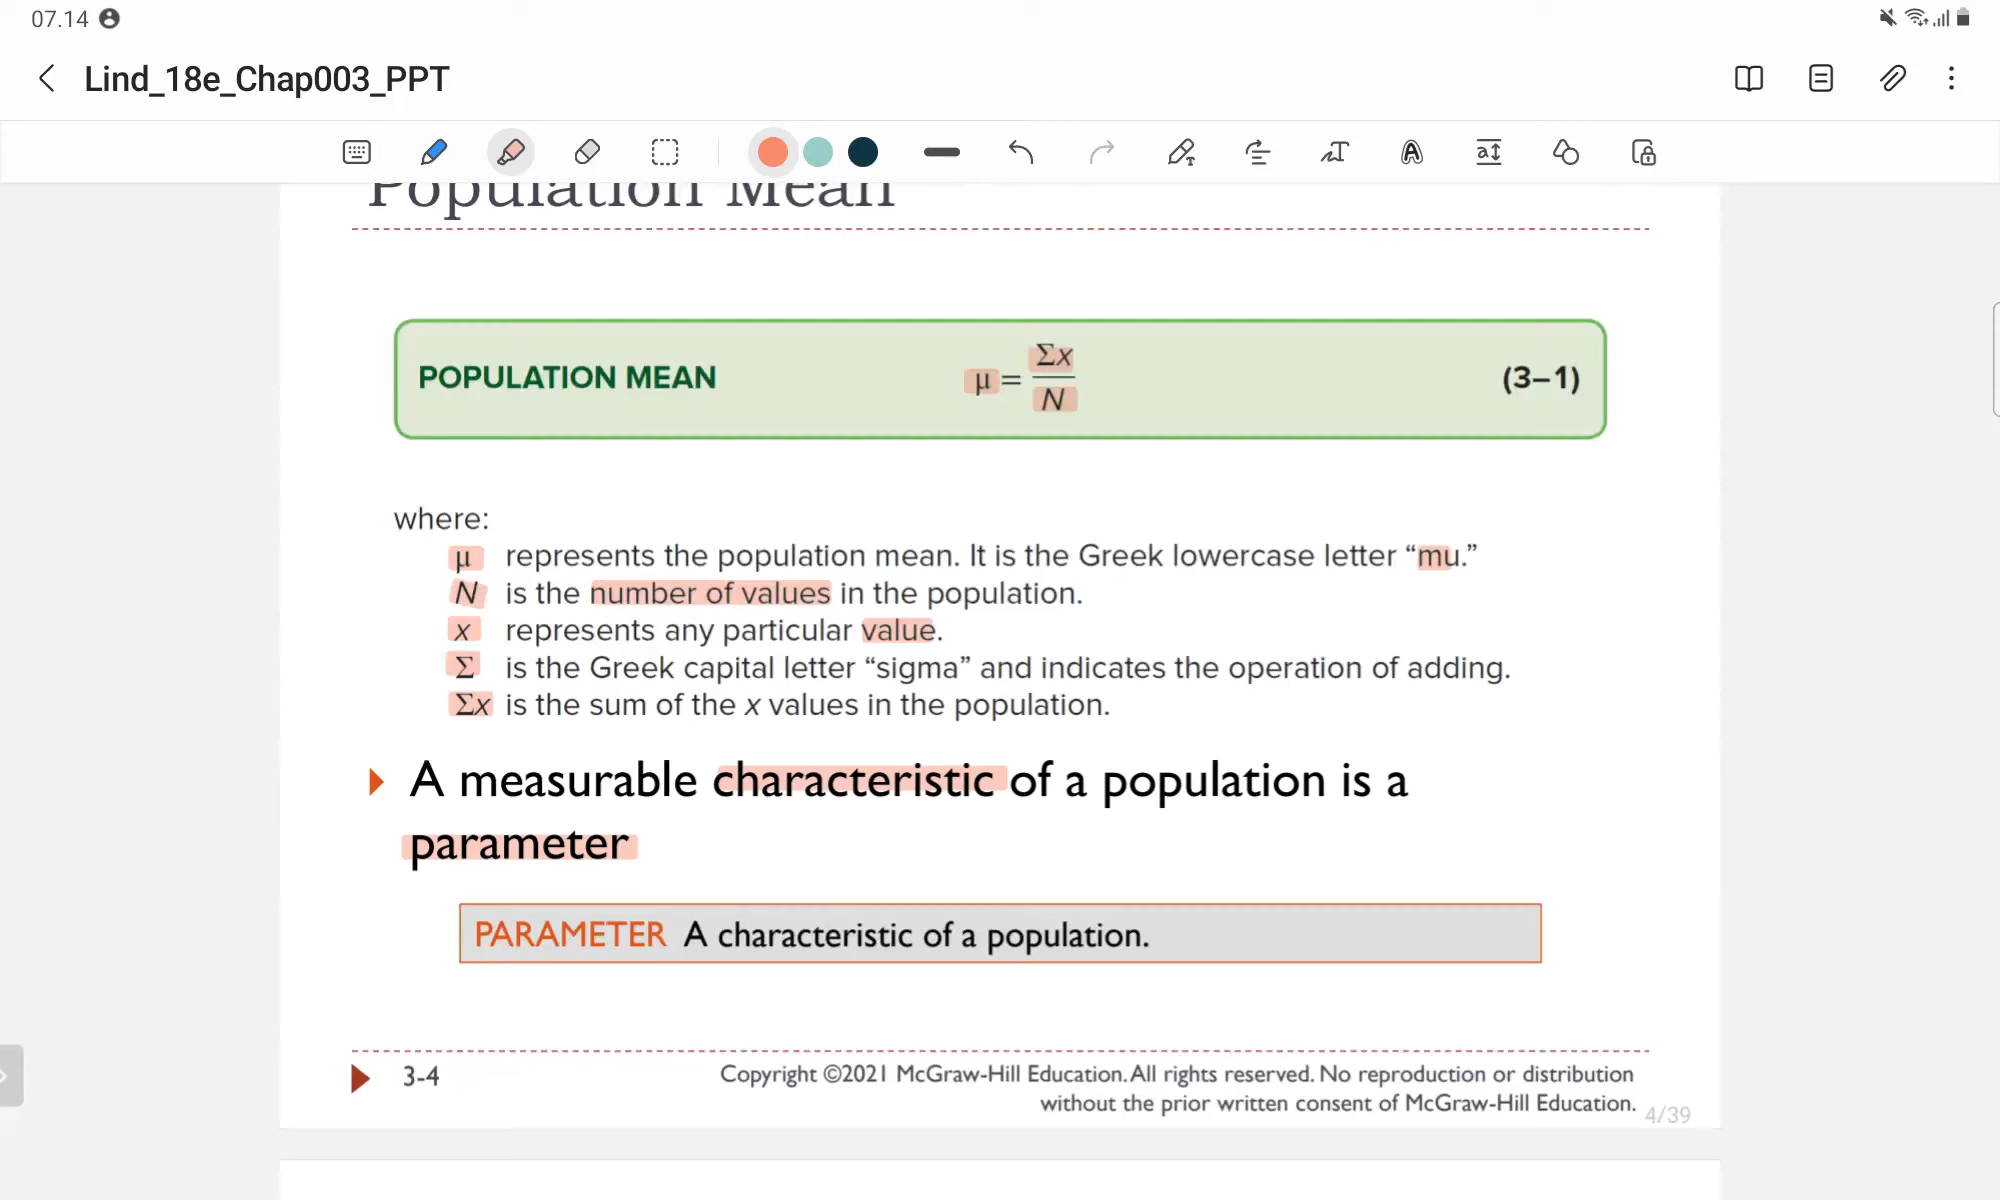 07.14
Lind_18e_Chap003_PPT
Population Mean
POPULATION MEAN μ = Σx / N (3–1)
where:
μ represents the population mean. It is the Greek lowercase letter “mu.”
N is the number of values in the population.
x represents any particular value.
Σ is the Greek capital letter “sigma” and indicates the operation of adding.
Σx is the sum of the x values in the population.
A measurable characteristic of a population is a
parameter
PARAMETER A characteristic of a population.
3-4
Copyright ©2021 McGraw-Hill Education. All rights reserved. No reproduction or distribution
without the prior written consent of McGraw-Hill Education.
4/39